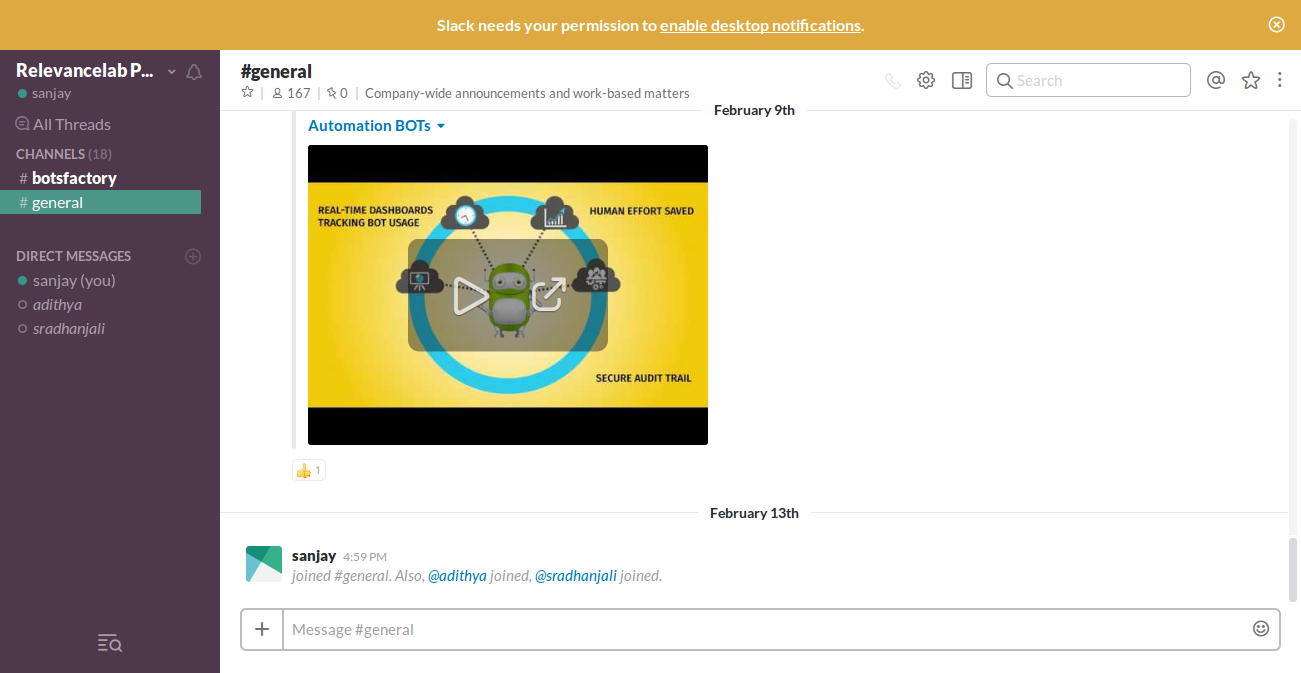 Slack needs your permission to enable desktop notifications.
Relevancelab P...
sanjay
All Threads
CHANNELS (18)
# botsfactory
# general
DIRECT MESSAGES
sanjay (you)
adithya
sradhanjali
#general
167
0
Company-wide announcements and work-based matters
Search
February 9th
Automation BOTs
REAL-TIME DASHBOARDS
TRACKING BOT USAGE
HUMAN EFFORT SAVED
SECURE AUDIT TRAIL
1
February 13th
sanjay 4:59 PM
joined #general. Also, @adithya joined, @sradhanjali joined.
+ Message #general